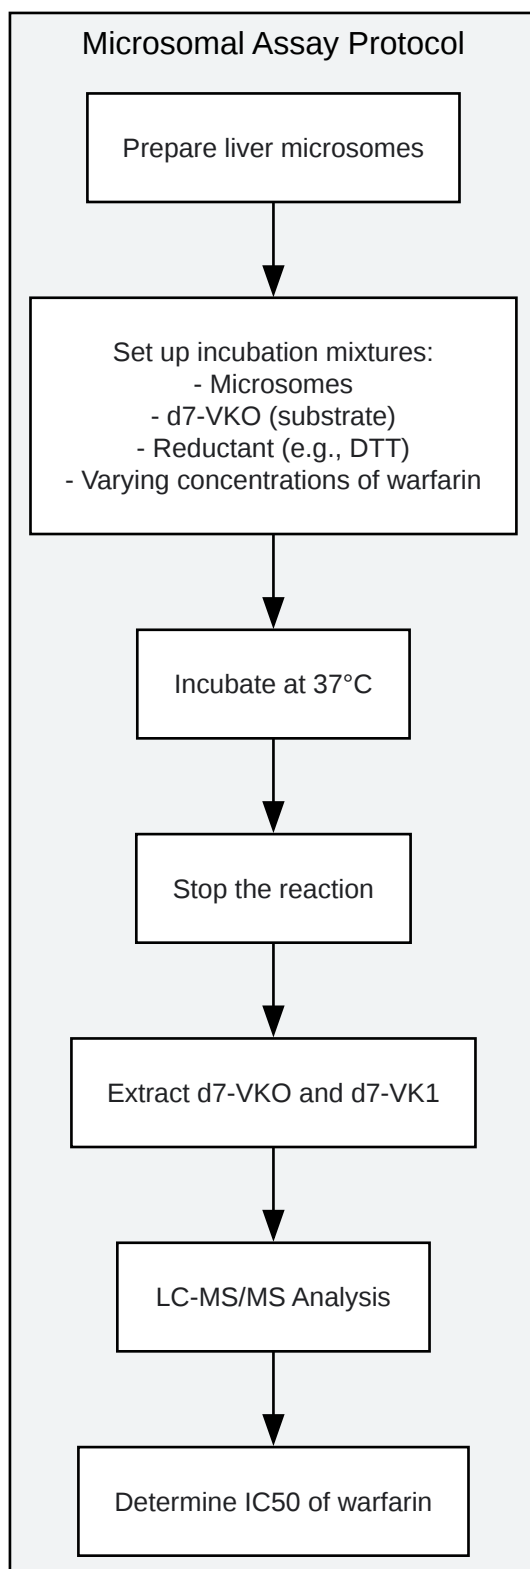 Microsomal Assay Protocol
Prepare liver microsomes
Set up incubation mixtures:
- Microsomes
- d7-VKO (substrate)
- Reductant (e.g., DTT)
- Varying concentrations of warfarin
Incubate at 37°C
Stop the reaction
Extract d7-VKO and d7-VK1
LC-MS/MS Analysis
Determine IC50 of warfarin